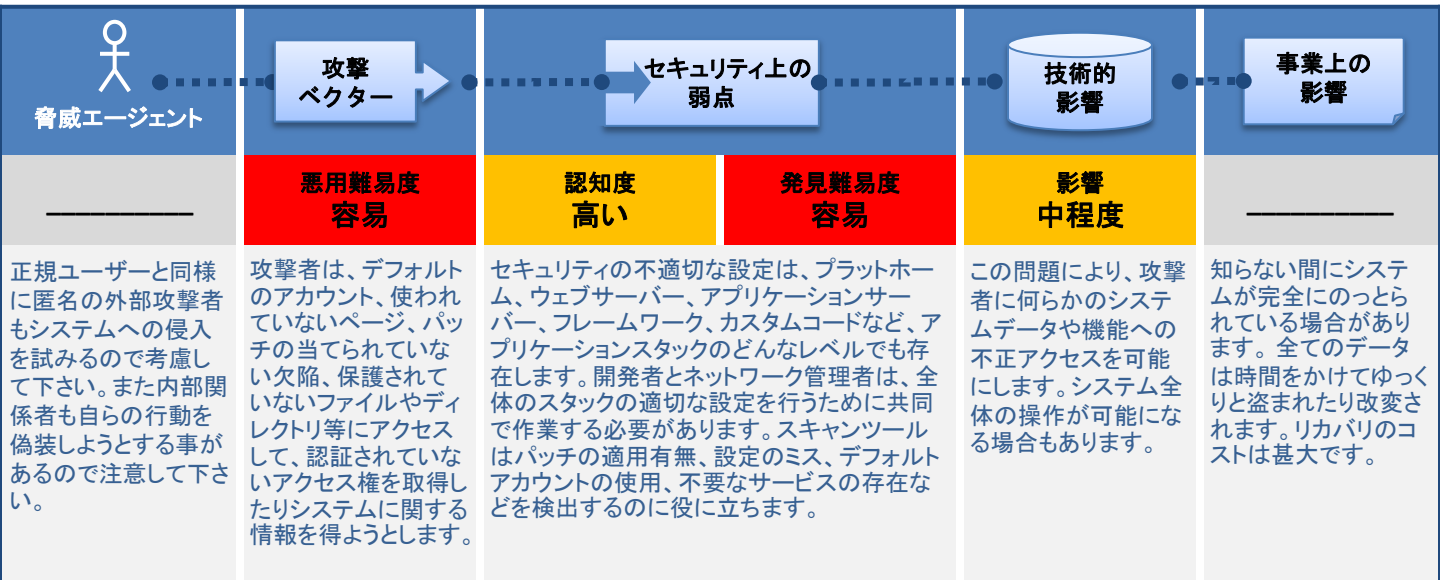 脅威エージェント
攻撃
ベクター
セキュリティ上の
弱点
技術的
影響
事業上の
影響
__________
悪用難易度
容易
認知度
高い
発見難易度
容易
影響
中程度
__________
正規ユーザーと同様
に匿名の外部攻撃者
もシステムへの侵入
を試みるので考慮し
て下さい。また内部関
係者も自らの行動を
偽装しようとする事が
あるので注意して下さ
い。
攻撃者は、デフォルト
のアカウント、使われ
ていないページ、パッ
チの当てられていな
い欠陥、保護されて
いないファイルやディ
レクトリ等にアクセス
して、認証されていな
いアクセス権を取得し
たりシステムに関する
情報を得ようとします。
セキュリティの不適切な設定は、プラットホー
ム、ウェブサーバー、アプリケーションサー
バー、フレームワーク、カスタムコードなど、ア
プリケーションスタックのどんなレベルでも存
在します。開発者とネットワーク管理者は、全
体のスタックの適切な設定を行うために共同
で作業する必要があります。スキャンツール
はパッチの適用有無、設定のミス、デフォルト
アカウントの使用、不要なサービスの存在な
どを検出するのに役に立ちます。
この問題により、攻撃
者に何らかのシステ
ムデータや機能への
不正アクセスを可能
にします。システム全
体の操作が可能にな
る場合もあります。
知らない間にシステ
ムが完全にのっとら
れている場合があり
ます。 全てのデータ
は時間をかけてゆっく
りと盗まれたり改変さ
れます。リカバリのコ
ストは甚大です。